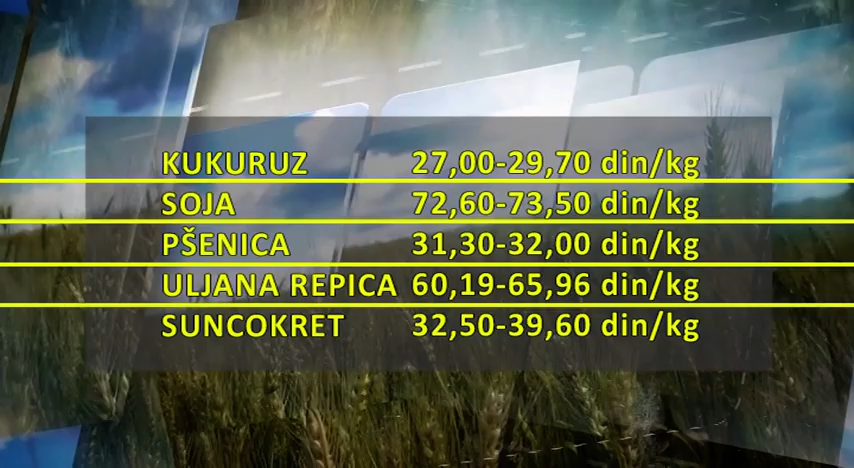 KUKURUZ 27,00-29,70 din/kg
SOJA 72,60-73,50 din/kg
PŠENICA 31,30-32,00 din/kg
ULJANA REPICA 60,19-65,96 din/kg
SUNCOKRET 32,50-39,60 din/kg